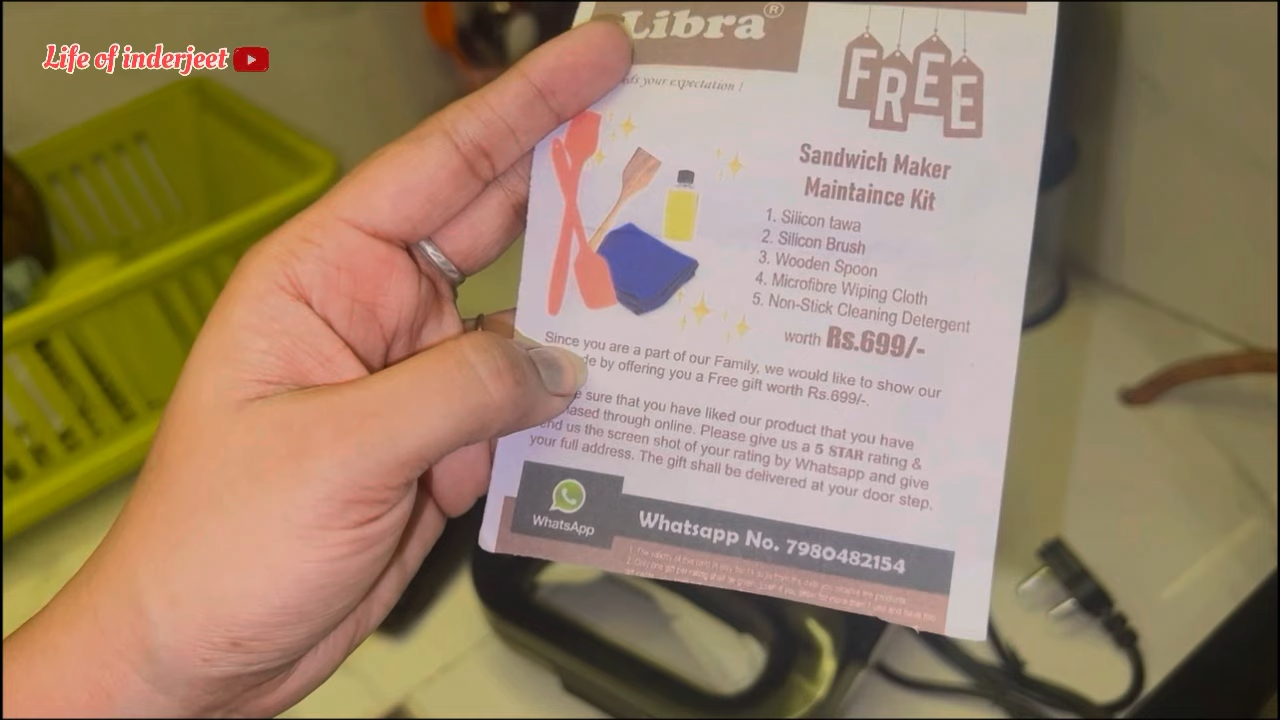 Life of inderjeet
Libra®
your expectation !
FREE
Sandwich Maker
Maintaince Kit
1. Silicon tawa
2. Silicon Brush
3. Wooden Spoon
4. Microfibre Wiping Cloth
5. Non-Stick Cleaning Detergent
worth Rs.699/-
Since you are a part of our Family, we would like to show our
by offering you a Free gift worth Rs.699/-.
sure that you have liked our product that you have
through online. Please give us a 5 STAR rating &
us the screen shot of your rating by Whatsapp and give
your full address. The gift shall be delivered at your door step.
WhatsApp
Whatsapp No. 7980482154